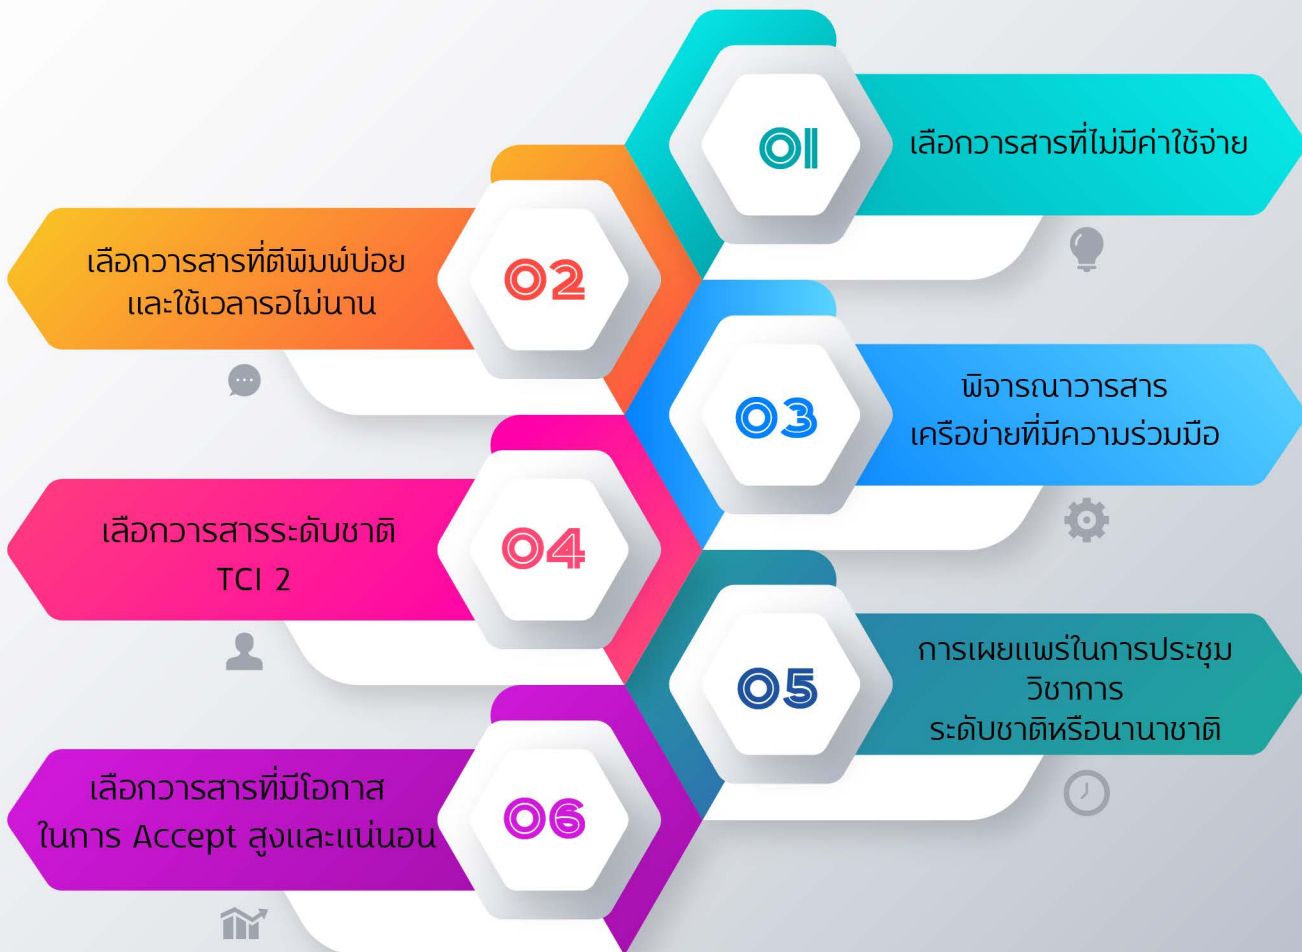 01
เลือกวารสารที่ไม่มีค่าใช้จ่าย
02
เลือกวารสารที่ตีพิมพ์บ่อย
และใช้เวลารอไม่นาน
03
พิจารณาวารสาร
เครือข่ายที่มีความร่วมมือ
04
เลือกวารสารระดับชาติ
TCI 2
05
การเผยแพร่ในการประชุม
วิชาการ
ระดับชาติหรือนานาชาติ
06
เลือกวารสารที่มีโอกาส
ในการ Accept สูงและแน่นอน